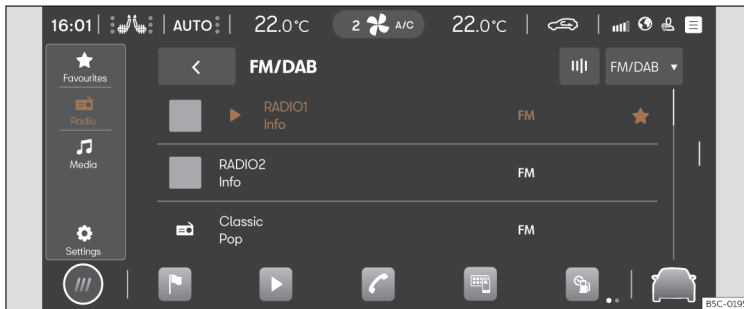 16:01 AUTO 22.0°C 2 A/C 22.0°C
Favourites
Radio
Media
Settings
FM/DAB FM/DAB
RADIO1 FM
Info
RADIO2 FM
Info
Classic FM
Pop
B5C-0195